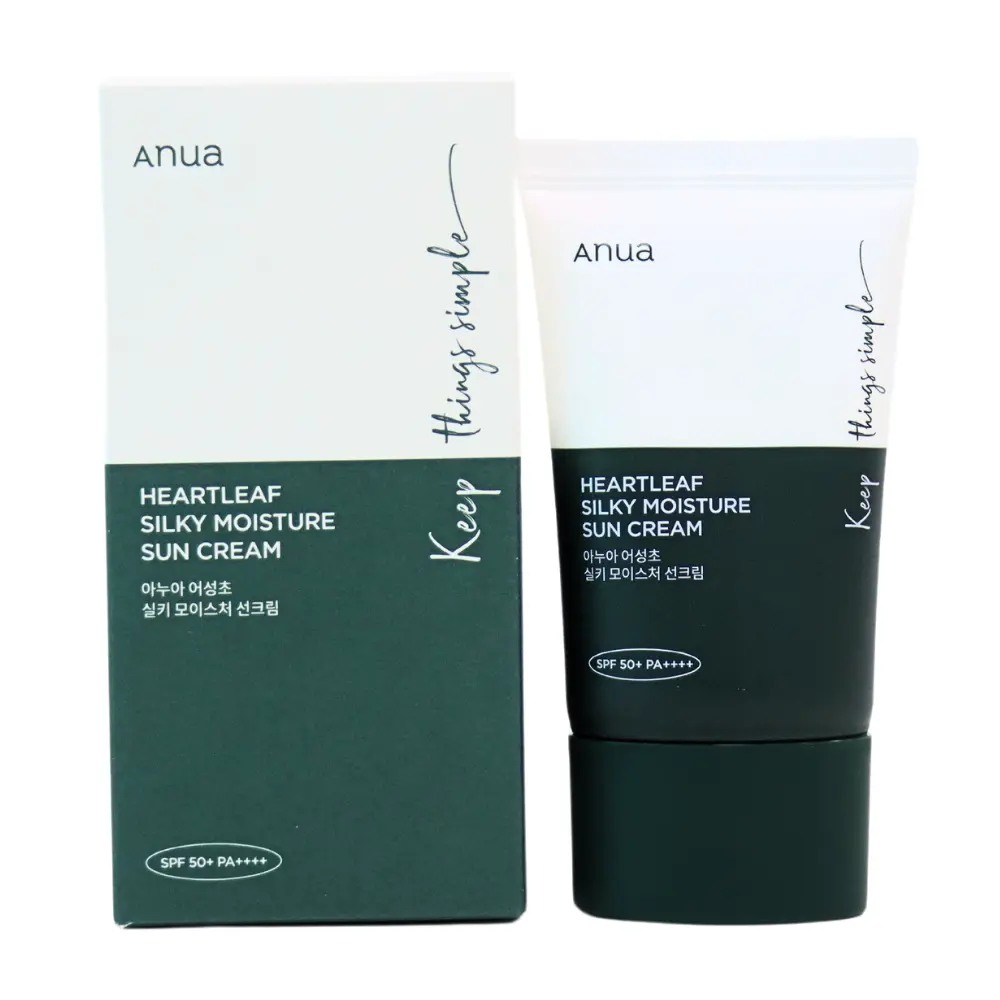 Anua
Keep things simple
HEARTLEAF
SILKY MOISTURE
SUN CREAM
아누아 어성초
실키 모이스처 선크림
SPF 50+ PA++++
Anua
Keep things simple
HEARTLEAF
SILKY MOISTURE
SUN CREAM
아누아 어성초
실키 모이스처 선크림
SPF 50+ PA++++